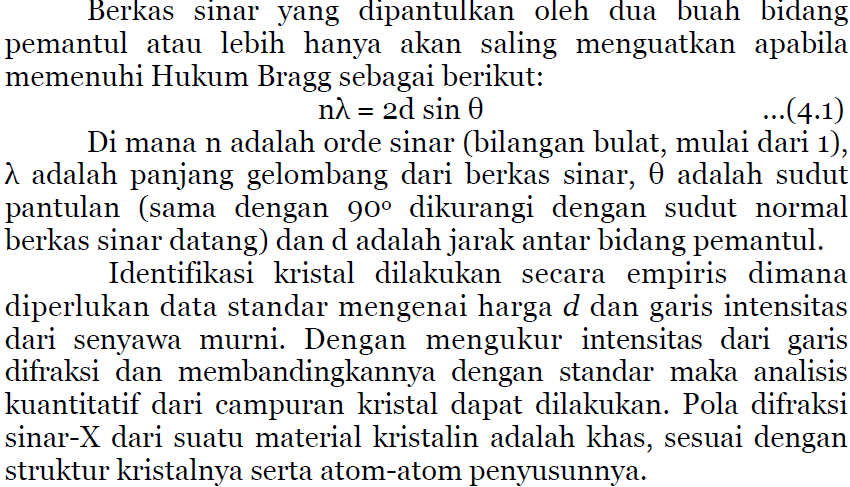 Berkas sinar yang dipantulkan oleh dua buah bidang
pemantul atau lebih hanya akan saling menguatkan apabila
memenuhi Hukum Bragg sebagai berikut:
nλ = 2d sin θ ...(4.1)
Di mana n adalah orde sinar (bilangan bulat, mulai dari 1),
λ adalah panjang gelombang dari berkas sinar, θ adalah sudut
pantulan (sama dengan 90º dikurangi dengan sudut normal
berkas sinar datang) dan d adalah jarak antar bidang pemantul.
Identifikasi kristal dilakukan secara empiris dimana
diperlukan data standar mengenai harga d dan garis intensitas
dari senyawa murni. Dengan mengukur intensitas dari garis
difraksi dan membandingkannya dengan standar maka analisis
kuantitatif dari campuran kristal dapat dilakukan. Pola difraksi
sinar-X dari suatu material kristalin adalah khas, sesuai dengan
struktur kristalnya serta atom-atom penyusunnya.